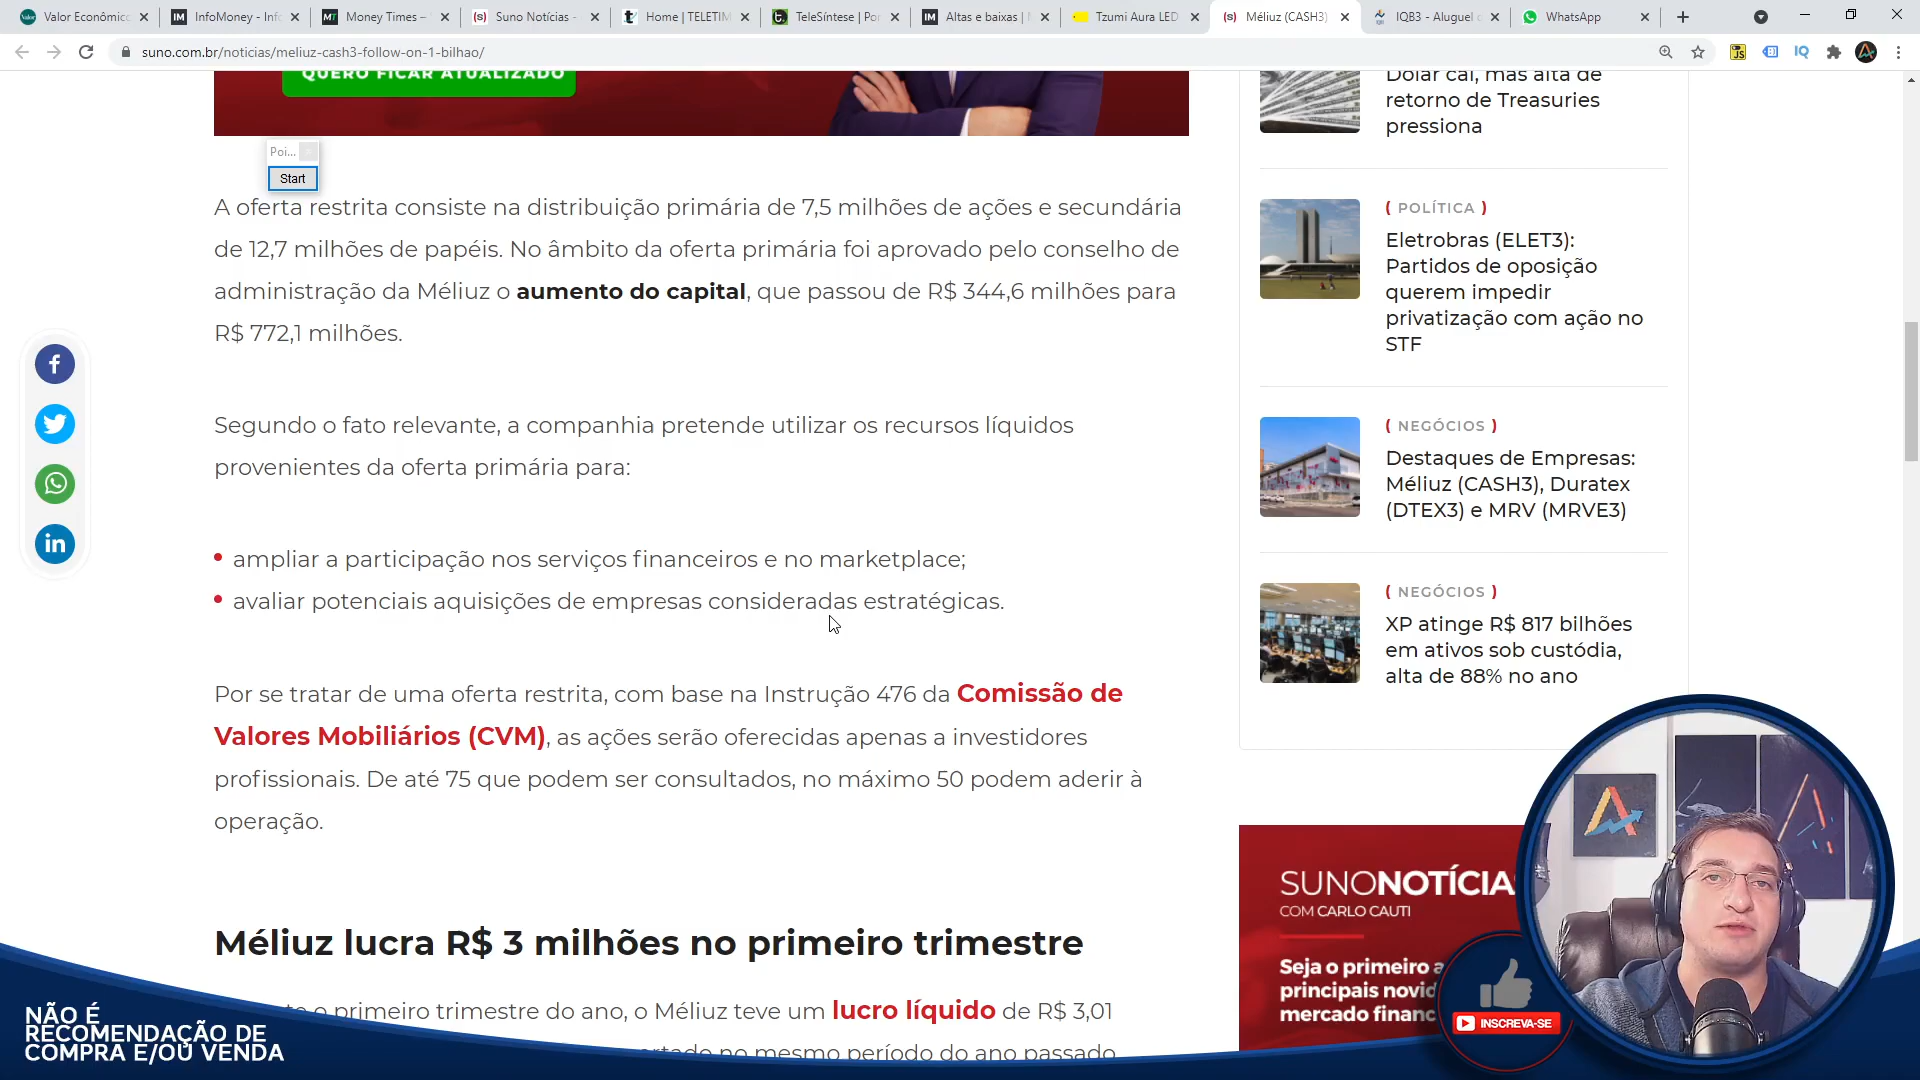 Valor Econômic
InfoMoney - Info
Money Times –
Suno Notícias -
Home | TELETIM
TeleSíntese | Por
Altas e baixas |
Tzumi Aura LED
Méliuz (CASH3)
IQB3 - Aluguel d
WhatsApp
suno.com.br/noticias/meliuz-cash3-follow-on-1-bilhao/
QUERO FICAR ATUALIZADO
Poi...
Start
A oferta restrita consiste na distribuição primária de 7,5 milhões de ações e secundária
de 12,7 milhões de papéis. No âmbito da oferta primária foi aprovado pelo conselho de
administração da Méliuz o aumento do capital, que passou de R$ 344,6 milhões para
R$ 772,1 milhões.
Segundo o fato relevante, a companhia pretende utilizar os recursos líquidos
provenientes da oferta primária para:
ampliar a participação nos serviços financeiros e no marketplace;
avaliar potenciais aquisições de empresas consideradas estratégicas.
Por se tratar de uma oferta restrita, com base na Instrução 476 da Comissão de
Valores Mobiliários (CVM), as ações serão oferecidas apenas a investidores
profissionais. De até 75 que podem ser consultados, no máximo 50 podem aderir à
operação.
Méliuz lucra R$ 3 milhões no primeiro trimestre
o primeiro trimestre do ano, o Méliuz teve um lucro líquido de R$ 3,01
no mesmo período do ano passado
Dólar cai, mas alta de
retorno de Treasuries
pressiona
( POLÍTICA )
Eletrobras (ELET3):
Partidos de oposição
querem impedir
privatização com ação no
STF
( NEGÓCIOS )
Destaques de Empresas:
Méliuz (CASH3), Duratex
(DTEX3) e MRV (MRVE3)
( NEGÓCIOS )
XP atinge R$ 817 bilhões
em ativos sob custódia,
alta de 88% no ano
SUNONOTÍCIAS
COM CARLO CAUTI
Seja o primeiro a
principais novid
mercado financ
INSCREVA-SE
NÃO É
RECOMENDAÇÃO DE
COMPRA E/OU VENDA